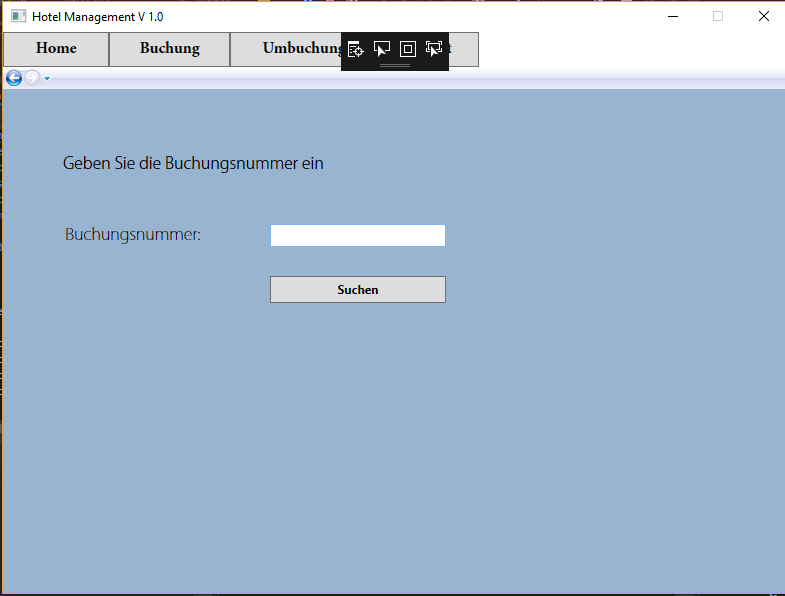 Hotel Management V 1.0
Home Buchung Umbuchung
Geben Sie die Buchungsnummer ein
Buchungsnummer:
Suchen